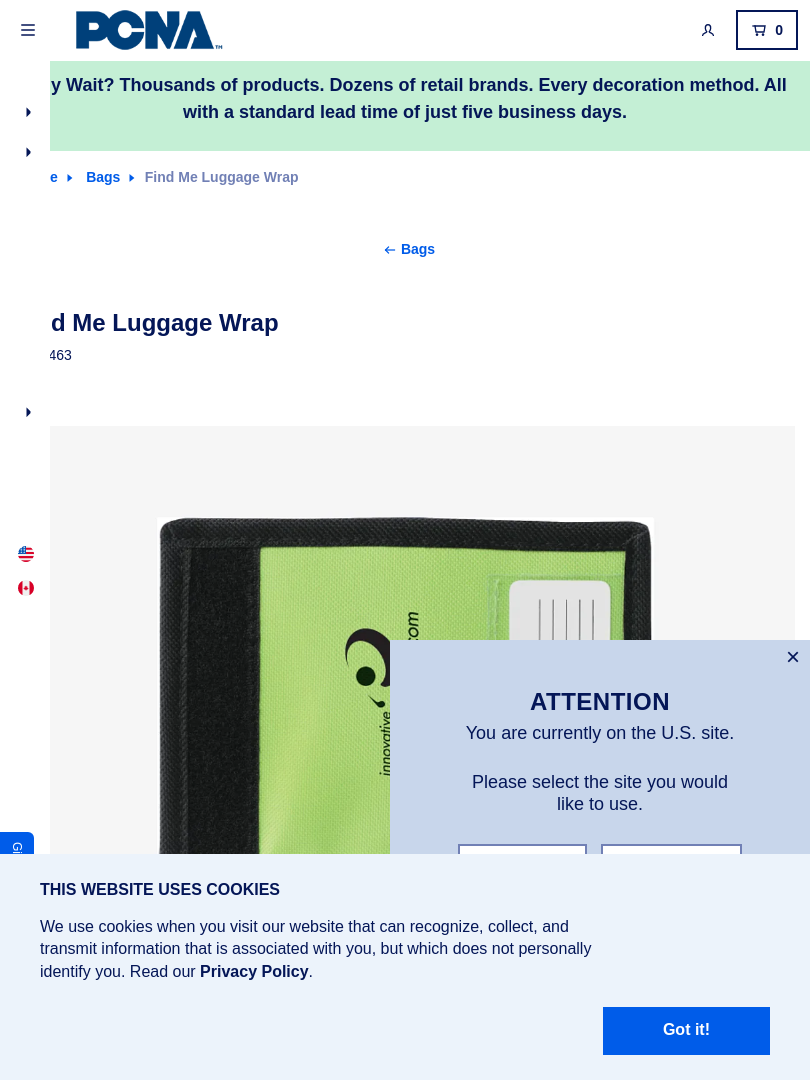 PCNA™
0
y Wait? Thousands of products. Dozens of retail brands. Every decoration method. All
with a standard lead time of just five business days.
e Bags Find Me Luggage Wrap
← Bags
d Me Luggage Wrap
463
com
innovative
ATTENTION
You are currently on the U.S. site.
Please select the site you would
like to use.
Gi
THIS WEBSITE USES COOKIES
We use cookies when you visit our website that can recognize, collect, and
transmit information that is associated with you, but which does not personally
identify you. Read our Privacy Policy.
Got it!